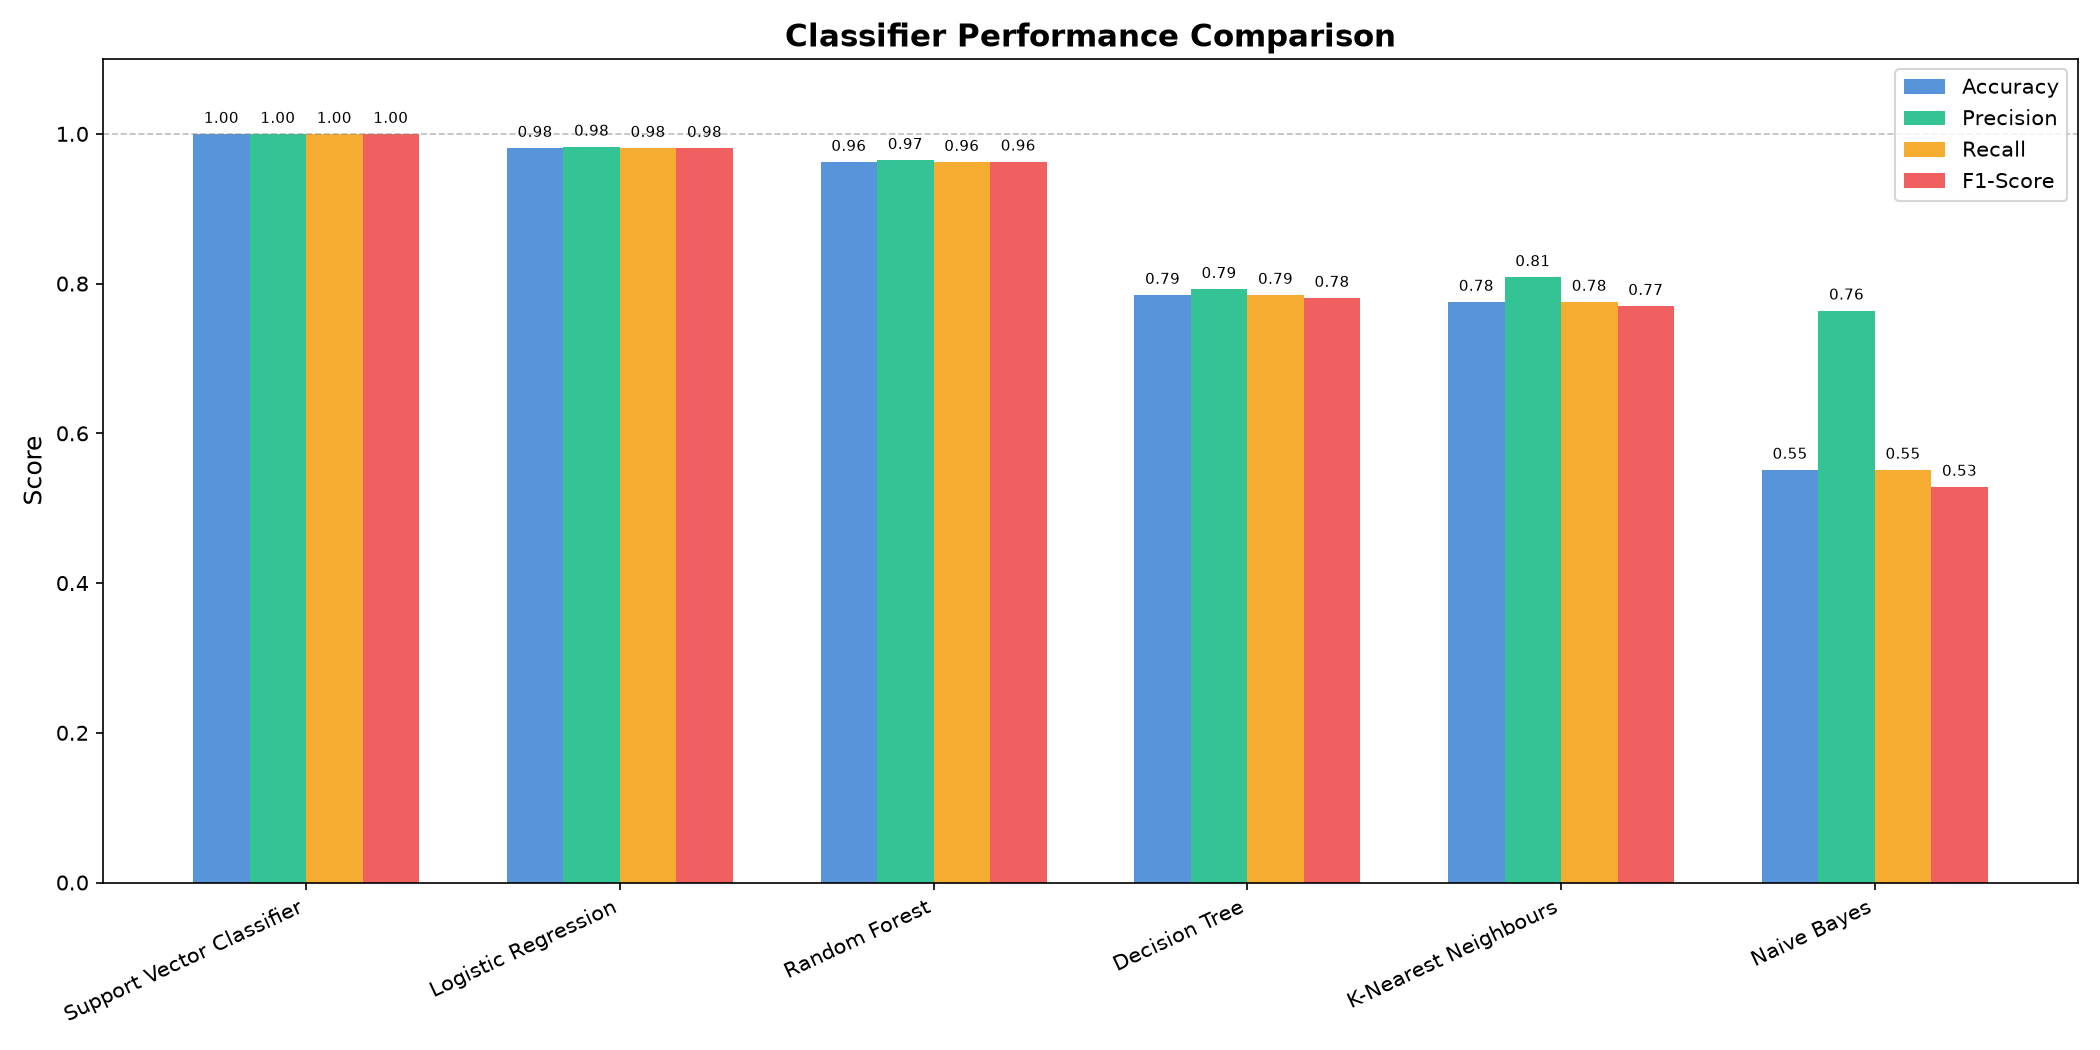 Classifier Performance Comparison
Accuracy
Precision
Recall
F1-Score
Score
1.0
0.8
0.6
0.4
0.2
0.0
1.00 1.00 1.00 1.00
0.98 0.98 0.98 0.98
0.96 0.97 0.96 0.96
0.79 0.79 0.79 0.78
0.78 0.81 0.78 0.77
0.55 0.76 0.55 0.53
Support Vector Classifier
Logistic Regression
Random Forest
Decision Tree
K-Nearest Neighbours
Naive Bayes